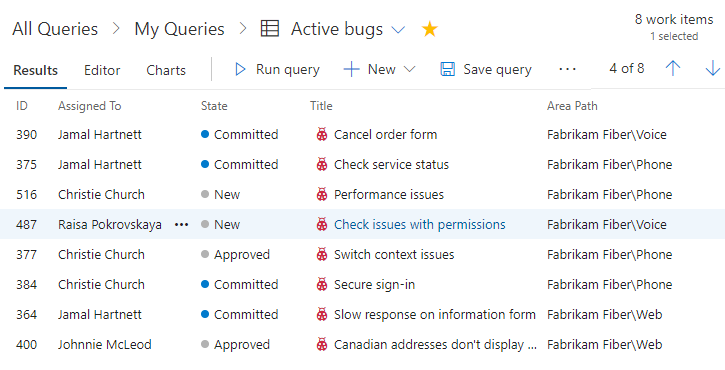 All Queries > My Queries > Active bugs
8 work items
1 selected
Results Editor Charts Run query New Save query ... 4 of 8
ID Assigned To State Title Area Path
390 Jamal Hartnett Committed Cancel order form Fabrikam Fiber\Voice
375 Jamal Hartnett Committed Check service status Fabrikam Fiber\Phone
516 Christie Church New Performance issues Fabrikam Fiber\Phone
487 Raisa Pokrovskaya ... New Check issues with permissions Fabrikam Fiber\Voice
377 Christie Church Approved Switch context issues Fabrikam Fiber\Phone
384 Christie Church Committed Secure sign-in Fabrikam Fiber\Phone
364 Jamal Hartnett Committed Slow response on information form Fabrikam Fiber\Web
400 Johnnie McLeod Approved Canadian addresses don't display ... Fabrikam Fiber\Web